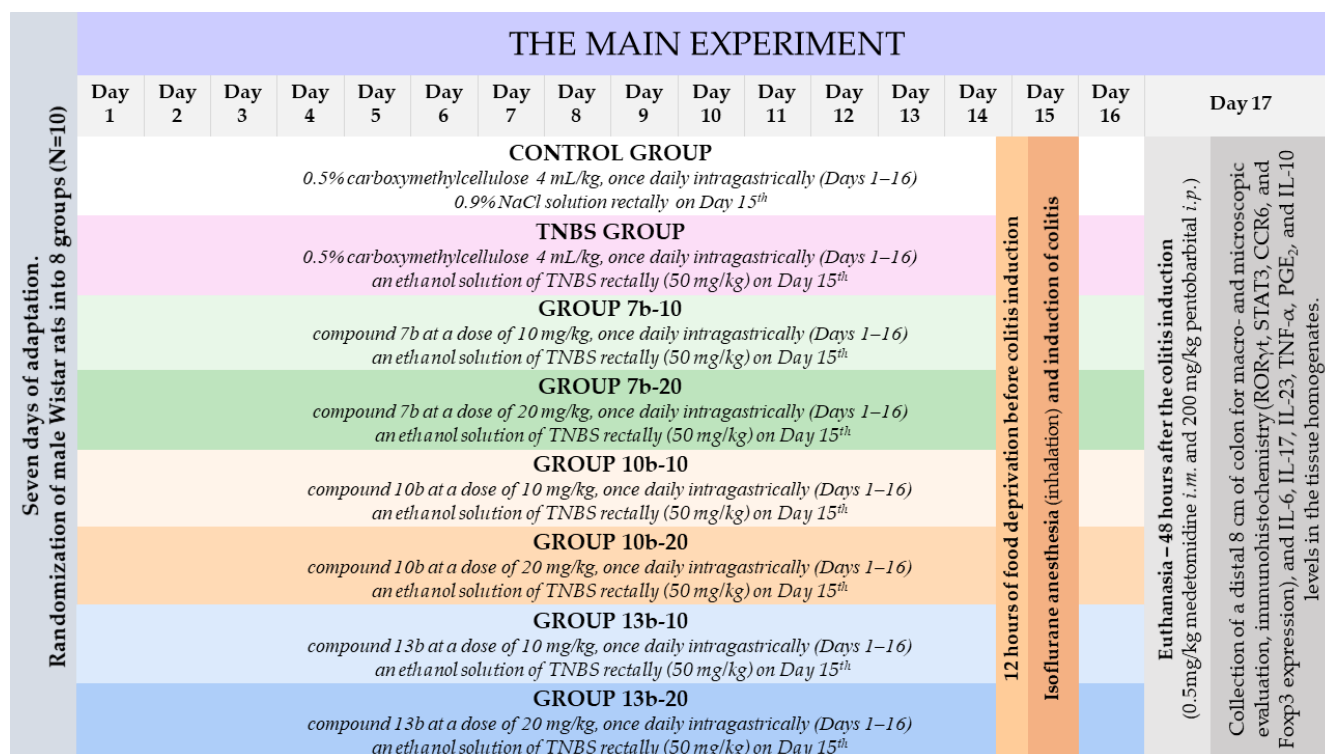 Seven days of adaptation.
Randomization of male Wistar rats into 8 groups (N=10)
THE MAIN EXPERIMENT
Day 1
Day 2
Day 3
Day 4
Day 5
Day 6
Day 7
Day 8
Day 9
Day 10
Day 11
Day 12
Day 13
Day 14
Day 15
Day 16
Day 17
CONTROL GROUP
0.5% carboxymethylcellulose 4 mL/kg, once daily intragastrically (Days 1–16)
0.9% NaCl solution rectally on Day 15th
TNBS GROUP
0.5% carboxymethylcellulose 4 mL/kg, once daily intragastrically (Days 1–16)
an ethanol solution of TNBS rectally (50 mg/kg) on Day 15th
GROUP 7b-10
compound 7b at a dose of 10 mg/kg, once daily intragastrically (Days 1–16)
an ethanol solution of TNBS rectally (50 mg/kg) on Day 15th
GROUP 7b-20
compound 7b at a dose of 20 mg/kg, once daily intragastrically (Days 1–16)
an ethanol solution of TNBS rectally (50 mg/kg) on Day 15th
GROUP 10b-10
compound 10b at a dose of 10 mg/kg, once daily intragastrically (Days 1–16)
an ethanol solution of TNBS rectally (50 mg/kg) on Day 15th
GROUP 10b-20
compound 10b at a dose of 20 mg/kg, once daily intragastrically (Days 1–16)
an ethanol solution of TNBS rectally (50 mg/kg) on Day 15th
GROUP 13b-10
compound 13b at a dose of 10 mg/kg, once daily intragastrically (Days 1–16)
an ethanol solution of TNBS rectally (50 mg/kg) on Day 15th
GROUP 13b-20
compound 13b at a dose of 20 mg/kg, once daily intragastrically (Days 1–16)
an ethanol solution of TNBS rectally (50 mg/kg) on Day 15th
12 hours of food deprivation before colitis induction
Isoflurane anesthesia (inhalation) and induction of colitis
Euthanasia – 48 hours after the colitis induction
(0.5mg/kg medetomidine i.m. and 200 mg/kg pentobarbital i.p.)
Collection of a distal 8 cm of colon for macro- and microscopic
evaluation, immunohistochemistry (RORγt, STAT3, CCR6, and
Foxp3 expression), and IL-6, IL-17, IL-23, TNF-α, PGE₂, and IL-10
levels in the tissue homogenates.